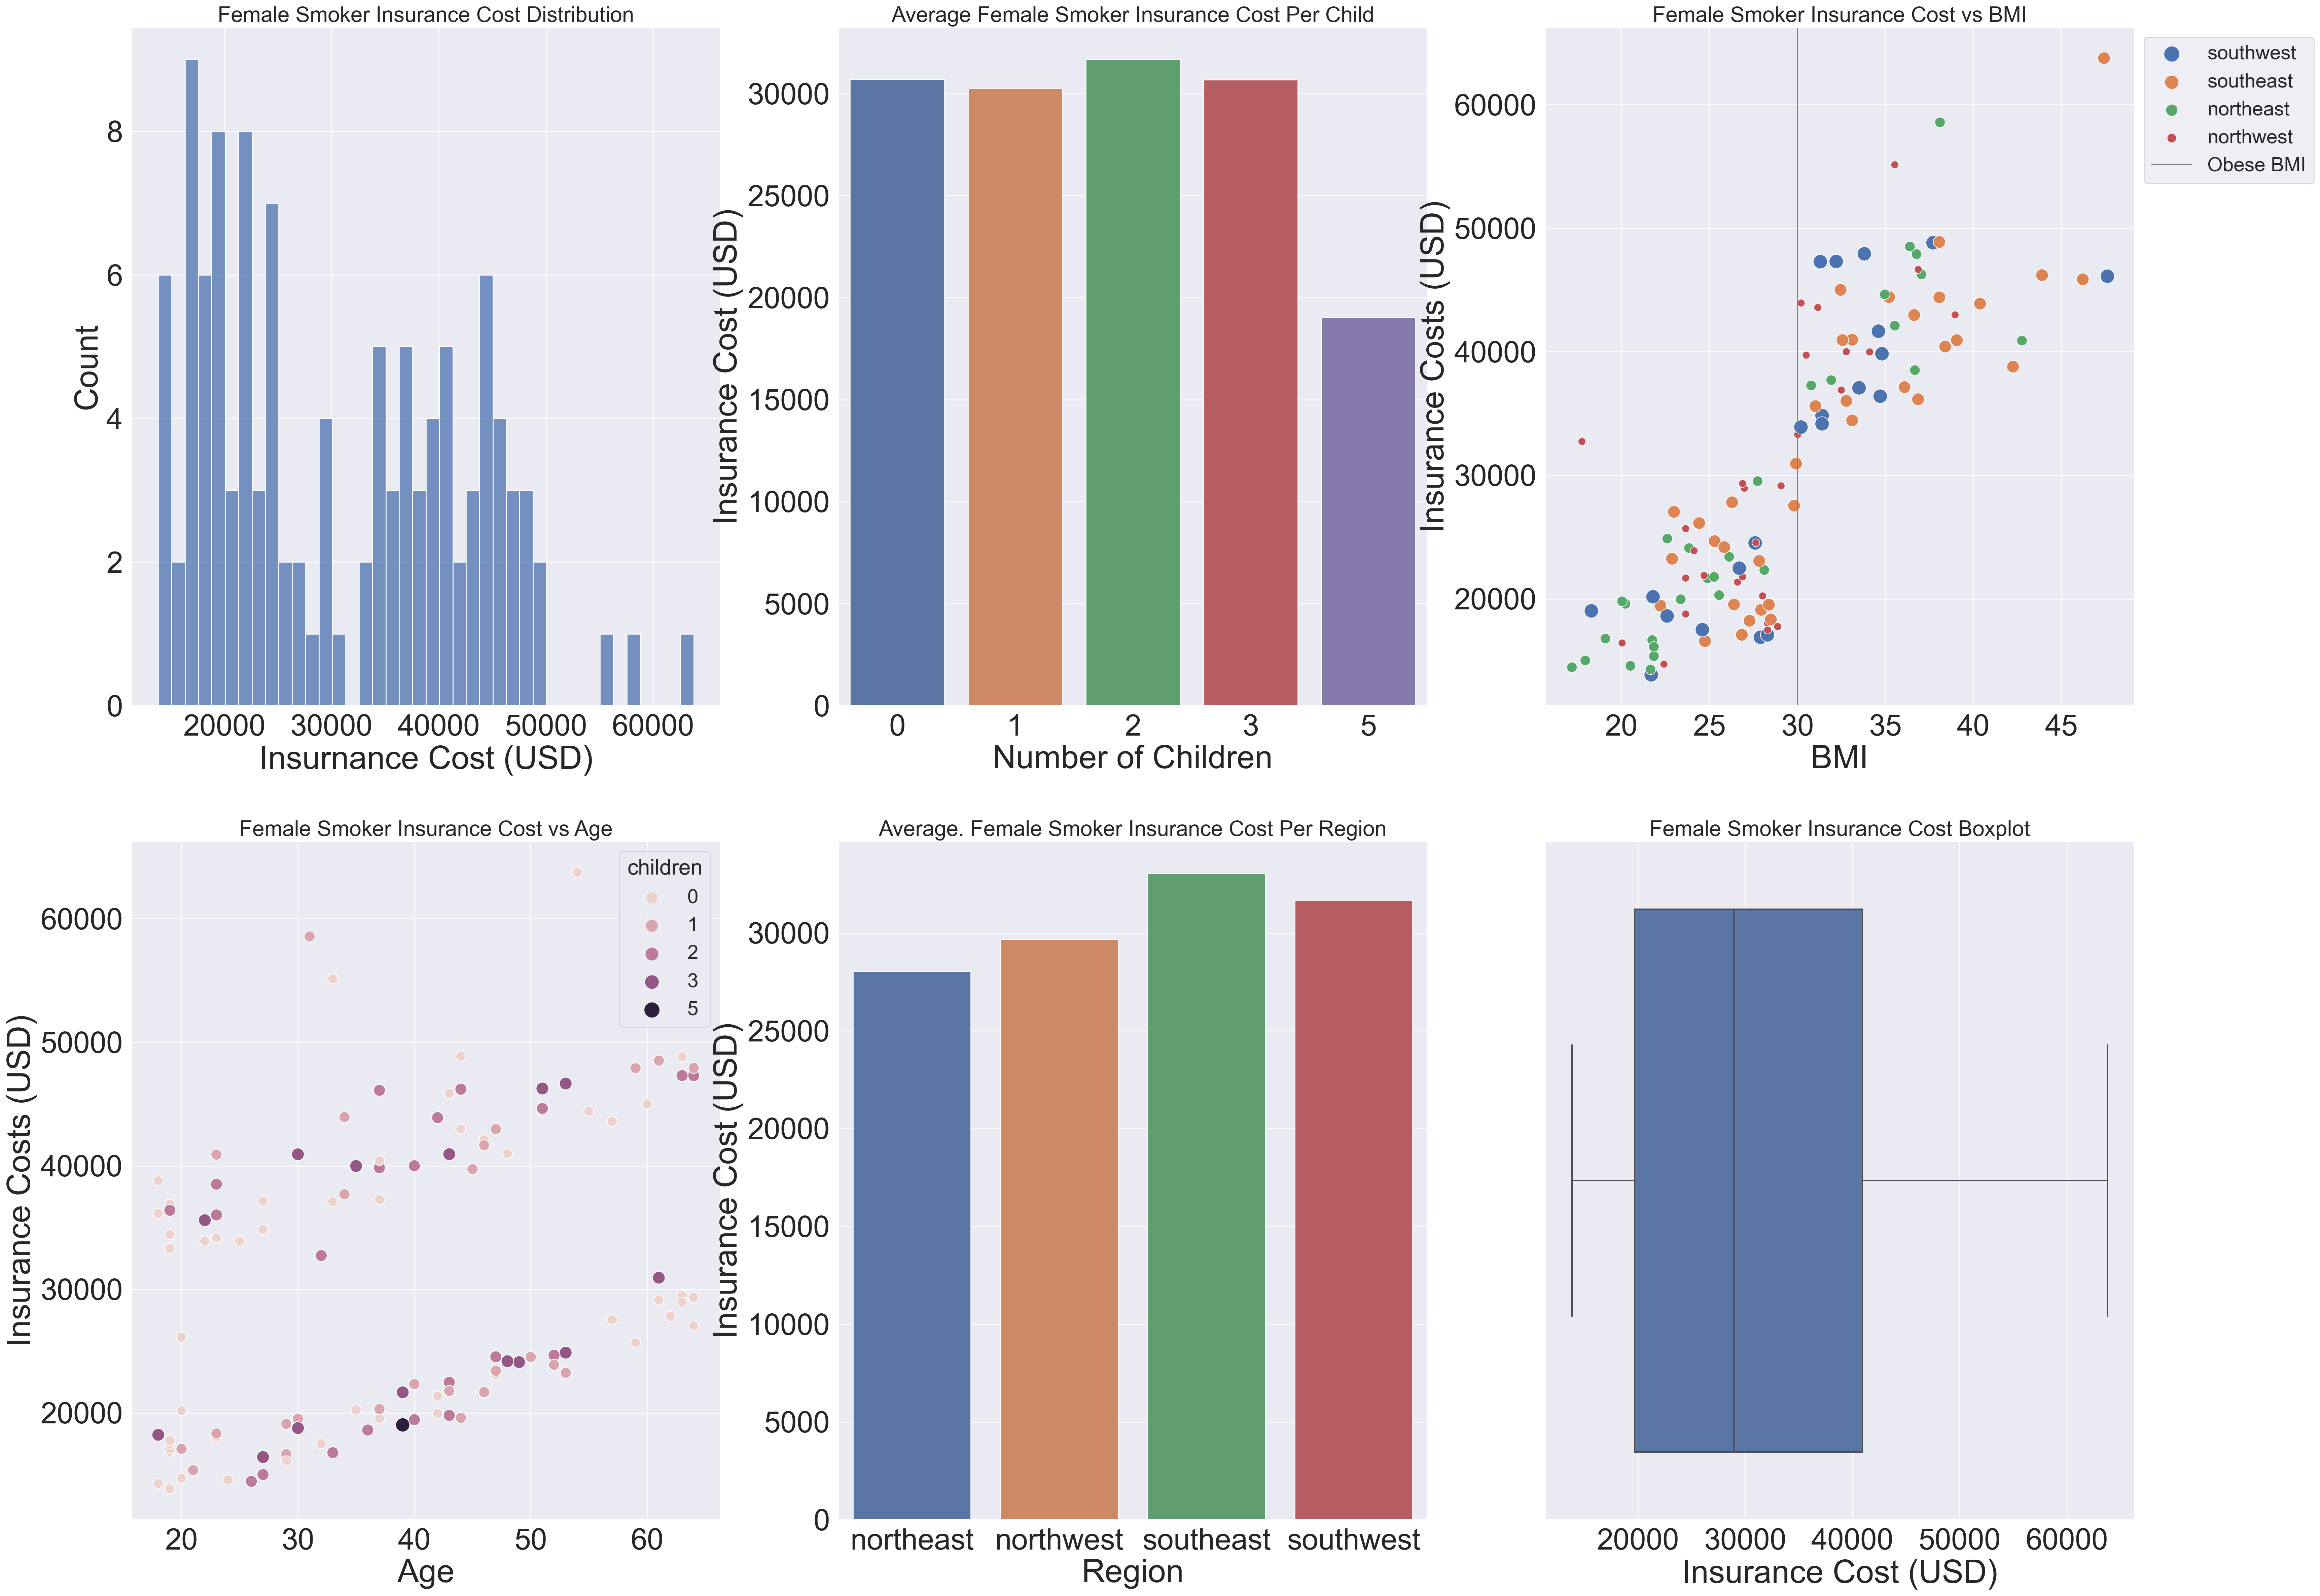 Female Smoker Insurance Cost Distribution
8
6
4
2
0
Count
20000 30000 40000 50000 60000
Insurnance Cost (USD)
Average Female Smoker Insurance Cost Per Child
30000
25000
20000
15000
10000
5000
0
Insurance Cost (USD)
0 1 2 3 5
Number of Children
Female Smoker Insurance Cost vs BMI
60000
50000
40000
30000
20000
Insurance Costs (USD)
20 25 30 35 40 45
BMI
southwest
southeast
northeast
northwest
Obese BMI
Female Smoker Insurance Cost vs Age
60000
50000
40000
30000
20000
Insurance Costs (USD)
20 30 40 50 60
Age
children
0
1
2
3
5
Average. Female Smoker Insurance Cost Per Region
30000
25000
20000
15000
10000
5000
0
Insurance Cost (USD)
northeast northwest southeast southwest
Region
Female Smoker Insurance Cost Boxplot
20000 30000 40000 50000 60000
Insurance Cost (USD)